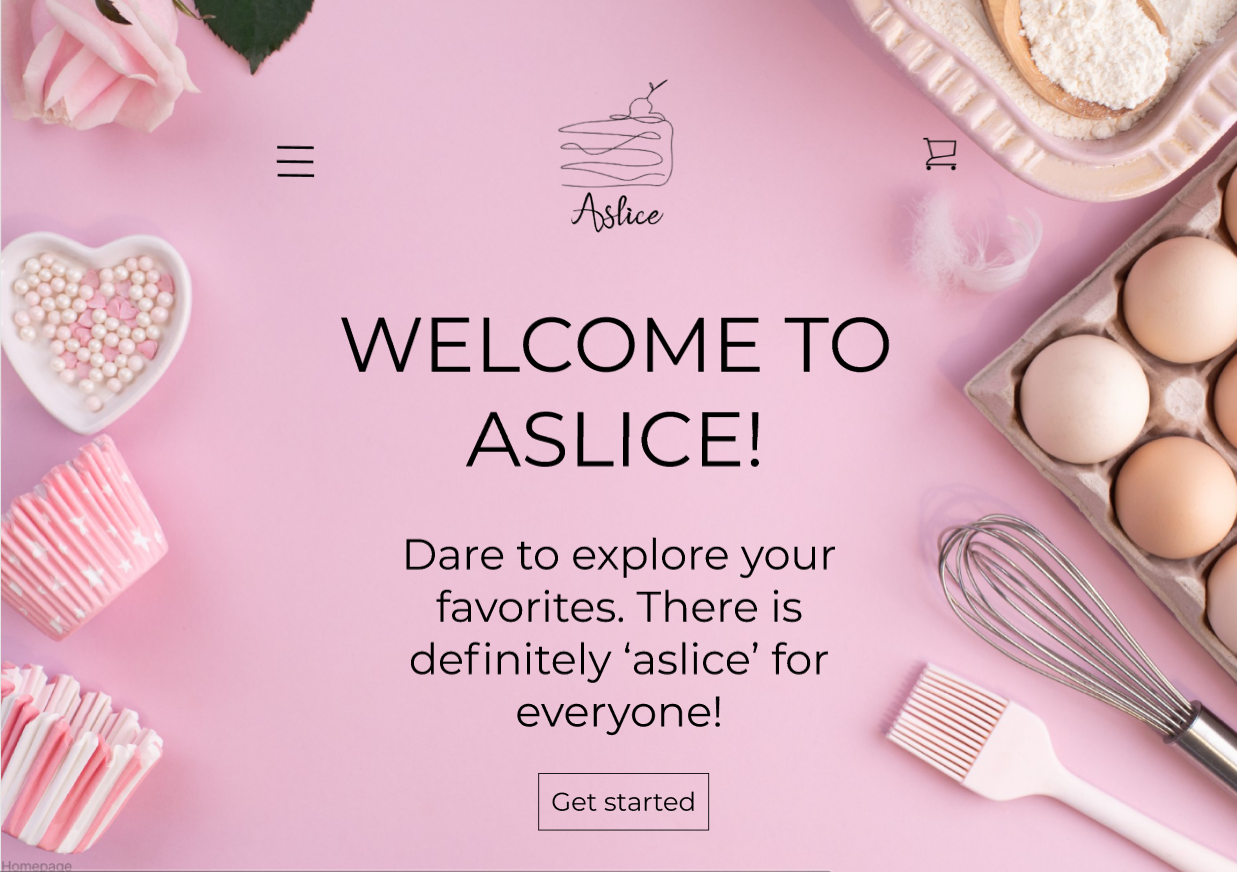 Aslice
WELCOME TO
ASLICE!
Dare to explore your
favorites. There is
definitely ‘aslice’ for
everyone!
Get started
Homepage